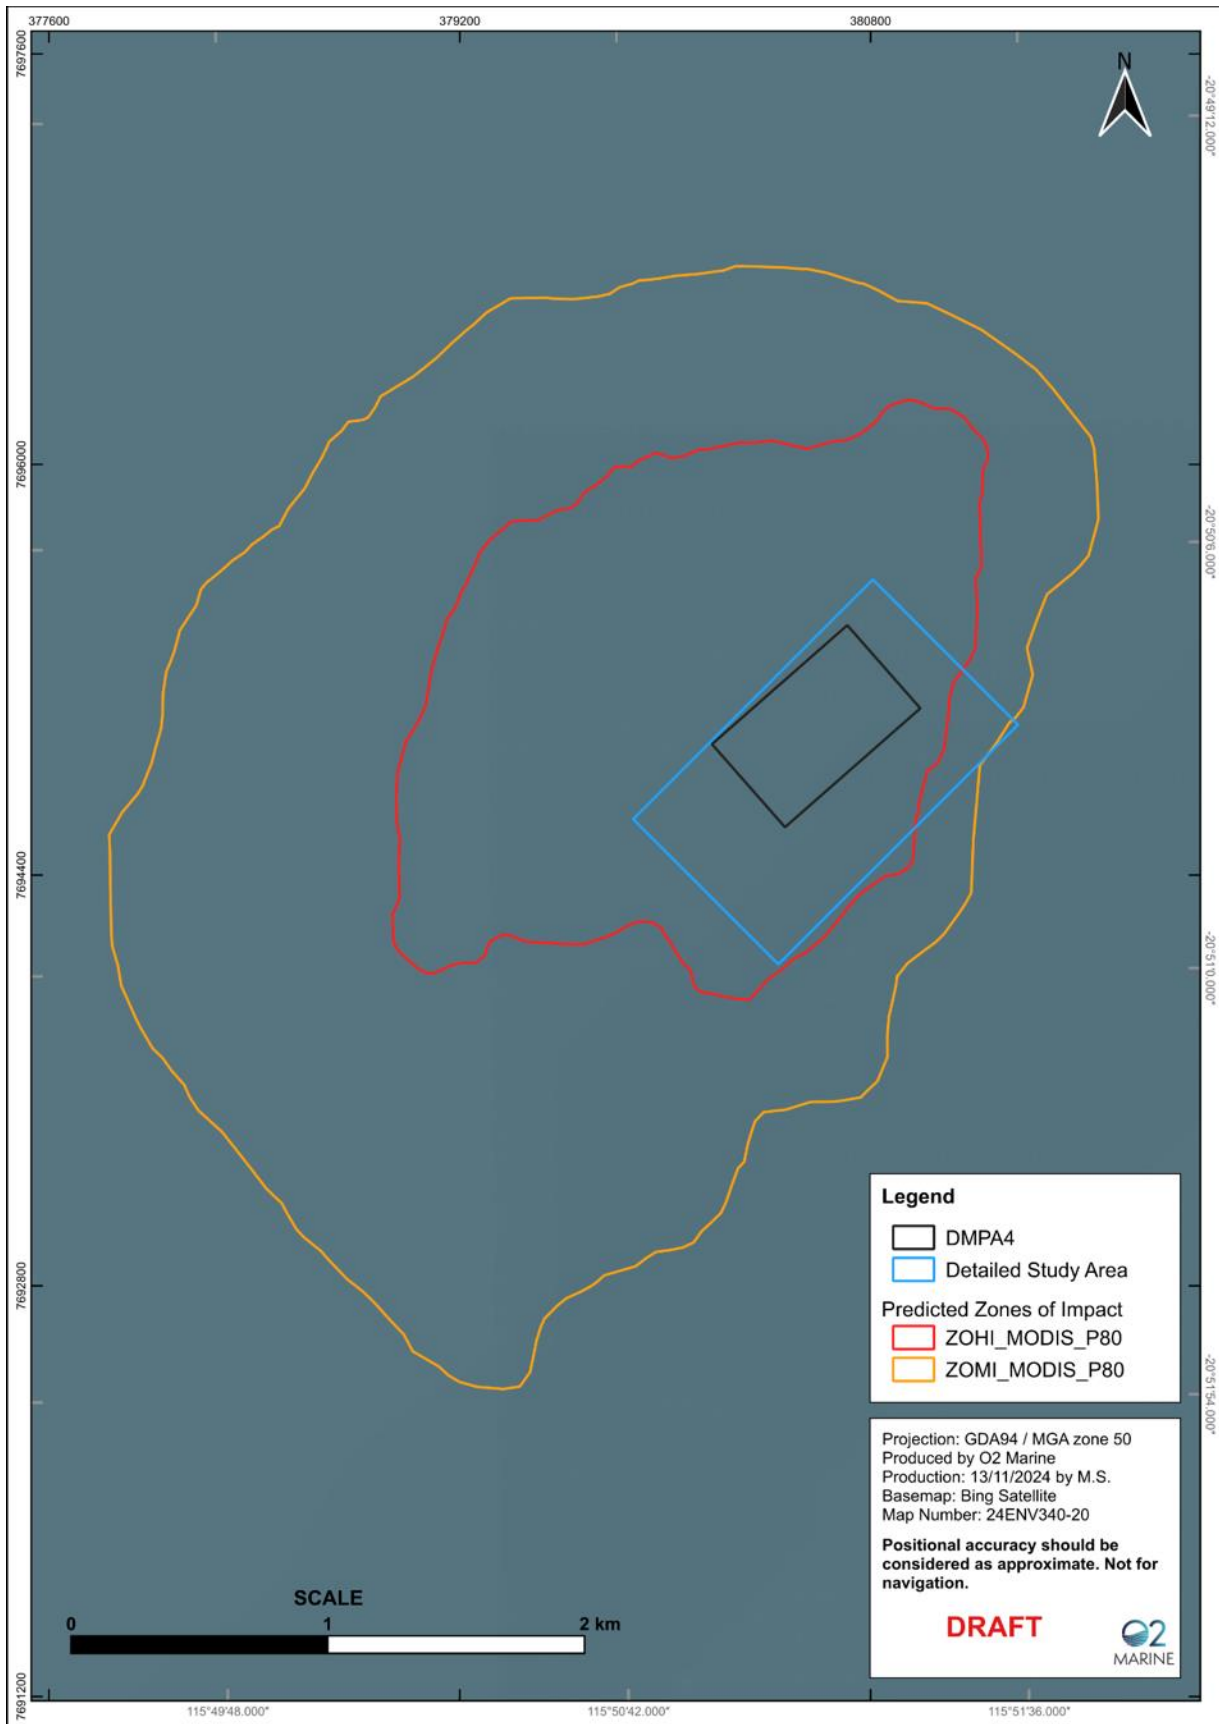 377600
379200
380800
7697600
N
-20°49'12.000"
7696000
-20°50'6.000"
7694400
-20°51'0.000"
Legend
DMPA4
Detailed Study Area
7692800
Predicted Zones of Impact
ZOHI_MODIS_P80
ZOMI_MODIS_P80
-20°51'54.000"
Projection: GDA94 / MGA zone 50
Produced by O2 Marine
Production: 13/11/2024 by M.S.
Basemap: Bing Satellite
Map Number: 24ENV340-20
Positional accuracy should be
considered as approximate. Not for
navigation.
SCALE
0 1 2 km
DRAFT
O2
MARINE
7691200
115°49'48.000"
115°50'42.000"
115°51'36.000"